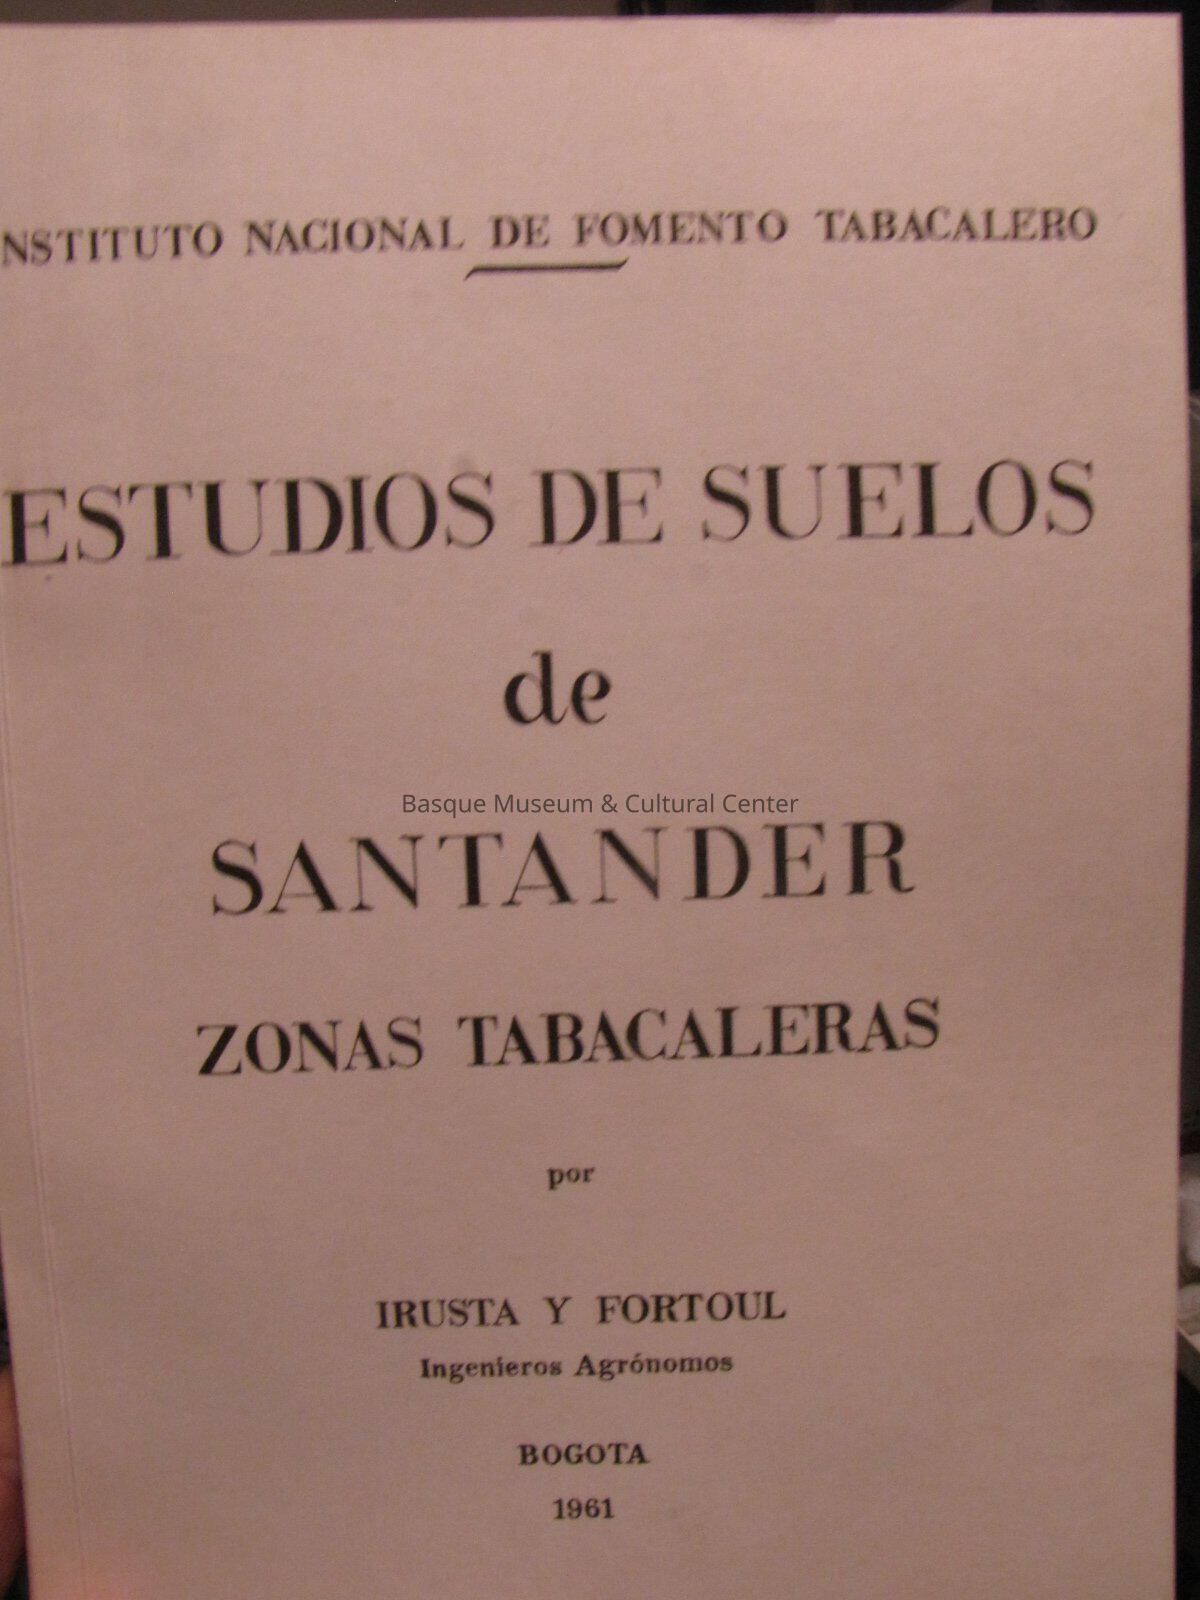 NSTITUTO NACIONAL DE FOMENTO TABACALERO
ESTUDIOS DE SUELOS
de
Basque Museum & Cultural Center
SANTANDER
ZONAS TABACALERAS
por
IRUSTA Y FORTOUL
Ingenieros Agrónomos
BOGOTA
1961